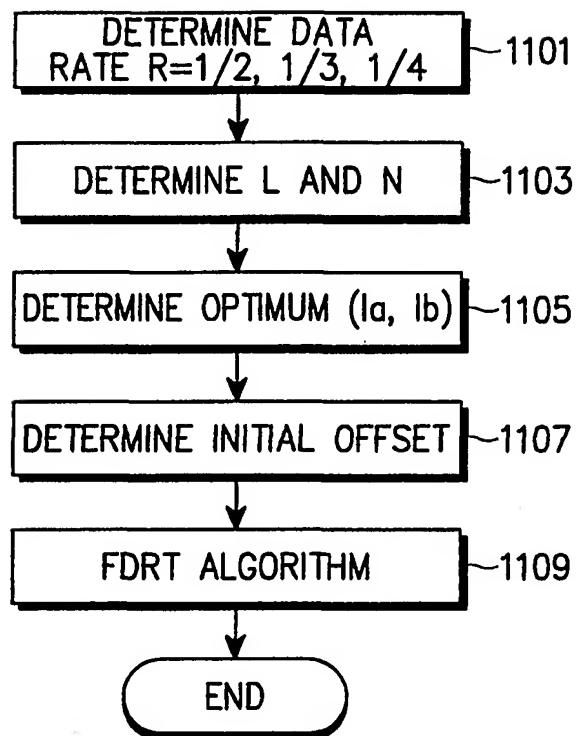 DETERMINE DATA
RATE R=1/2, 1/3, 1/4
1101
DETERMINE L AND N
1103
DETERMINE OPTIMUM (Ia, Ib)
1105
DETERMINE INITIAL OFFSET
1107
FDRT ALGORITHM
1109
END